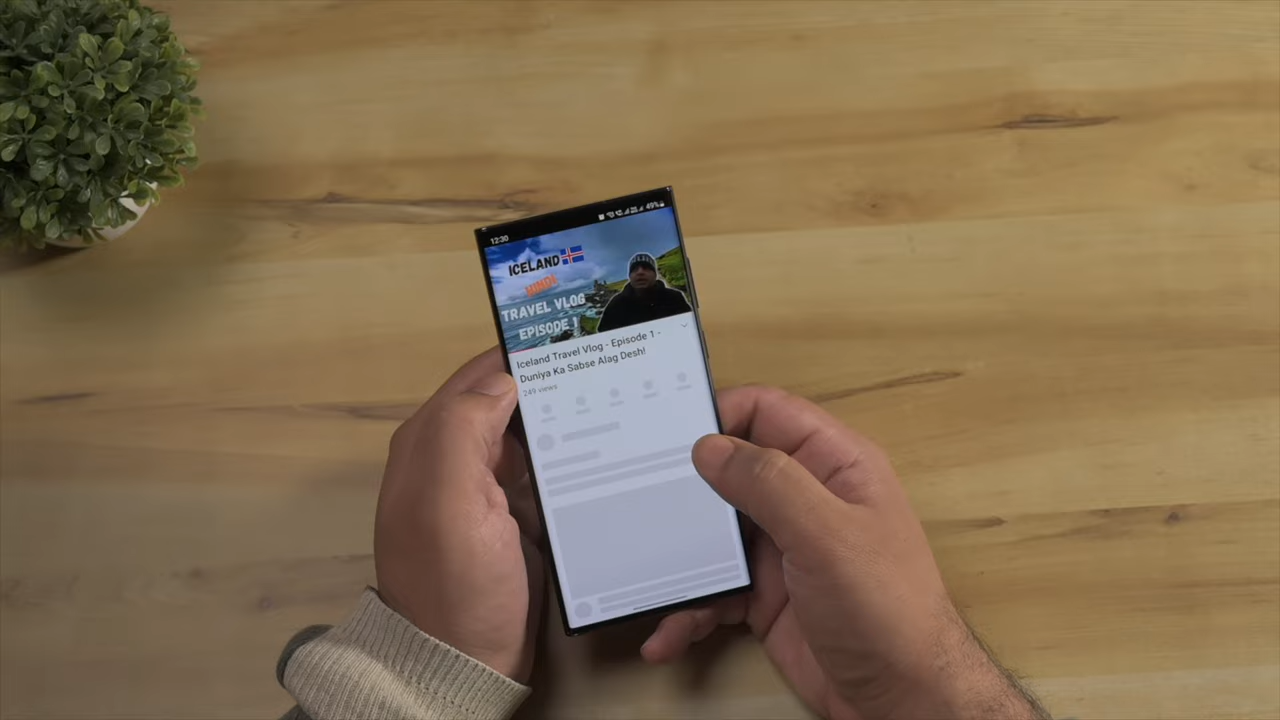 12:30
49%
ICELAND
HINDI
TRAVEL VLOG
EPISODE 1
Iceland Travel Vlog - Episode 1 -
Duniya Ka Sabse Alag Desh!
249 views